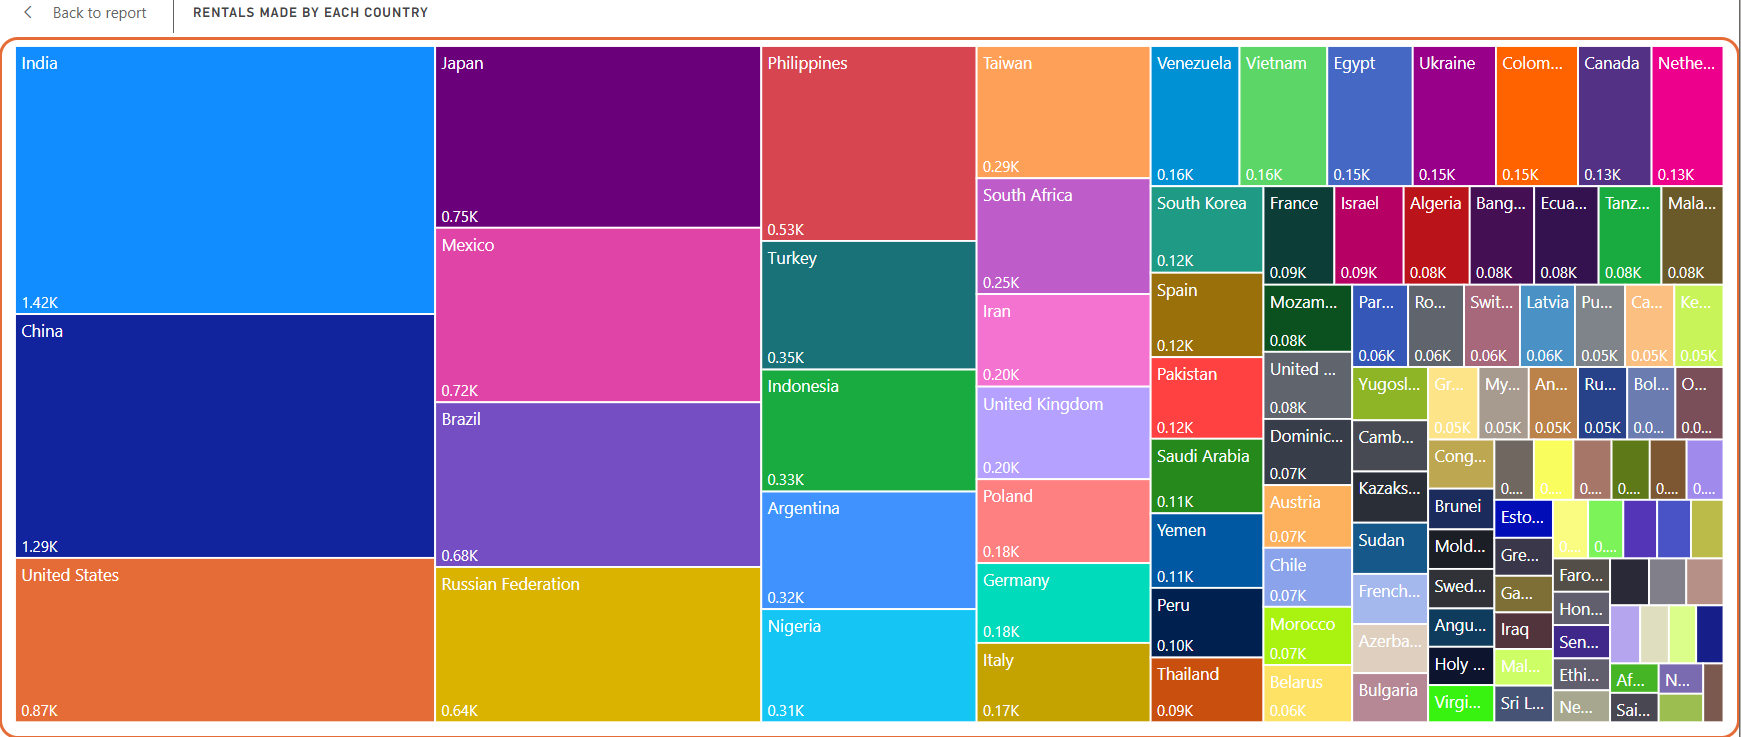 Back to report
RENTALS MADE BY EACH COUNTRY
India
1.42K
China
1.29K
United States
0.87K
Japan
0.75K
Mexico
0.72K
Brazil
0.68K
Russian Federation
0.64K
Philippines
0.53K
Turkey
0.35K
Indonesia
0.33K
Argentina
0.32K
Nigeria
0.31K
Taiwan
0.29K
South Africa
0.25K
Iran
0.20K
United Kingdom
0.20K
Poland
0.18K
Germany
0.18K
Italy
0.17K
Venezuela
0.16K
Vietnam
0.16K
Egypt
0.15K
Ukraine
0.15K
Colom...
0.15K
Canada
0.13K
Nethe...
0.13K
South Korea
0.12K
Spain
0.12K
Pakistan
0.12K
Saudi Arabia
0.11K
Yemen
0.11K
Peru
0.10K
Thailand
0.09K
France
0.09K
Israel
0.09K
Algeria
0.08K
Bang...
0.08K
Ecua...
0.08K
Tanz...
0.08K
Mala...
0.08K
Mozam...
0.08K
United ...
0.08K
Dominic...
0.07K
Austria
0.07K
Chile
0.07K
Morocco
0.07K
Belarus
0.06K
Par...
0.06K
Ro...
0.06K
Swit...
0.06K
Latvia
0.06K
Pu...
0.05K
Ca...
0.05K
Ke...
0.05K
Yugosl...
Camb...
Kazaks...
Sudan
French...
Azerba...
Bulgaria
Gr...
0.05K
My...
0.05K
An...
0.05K
Ru...
0.05K
Bol...
0.0...
O...
0.0...
Cong...
Brunei
Mold...
Swed...
Angu...
Holy ...
Virgi...
0....
0....
0....
0....
0....
0....
Esto...
Gre...
Ga...
Iraq
Mal...
Sri L...
0....
0....
Faro...
Hon...
Sen...
Ethi...
Ne...
Af...
N...
Sai...